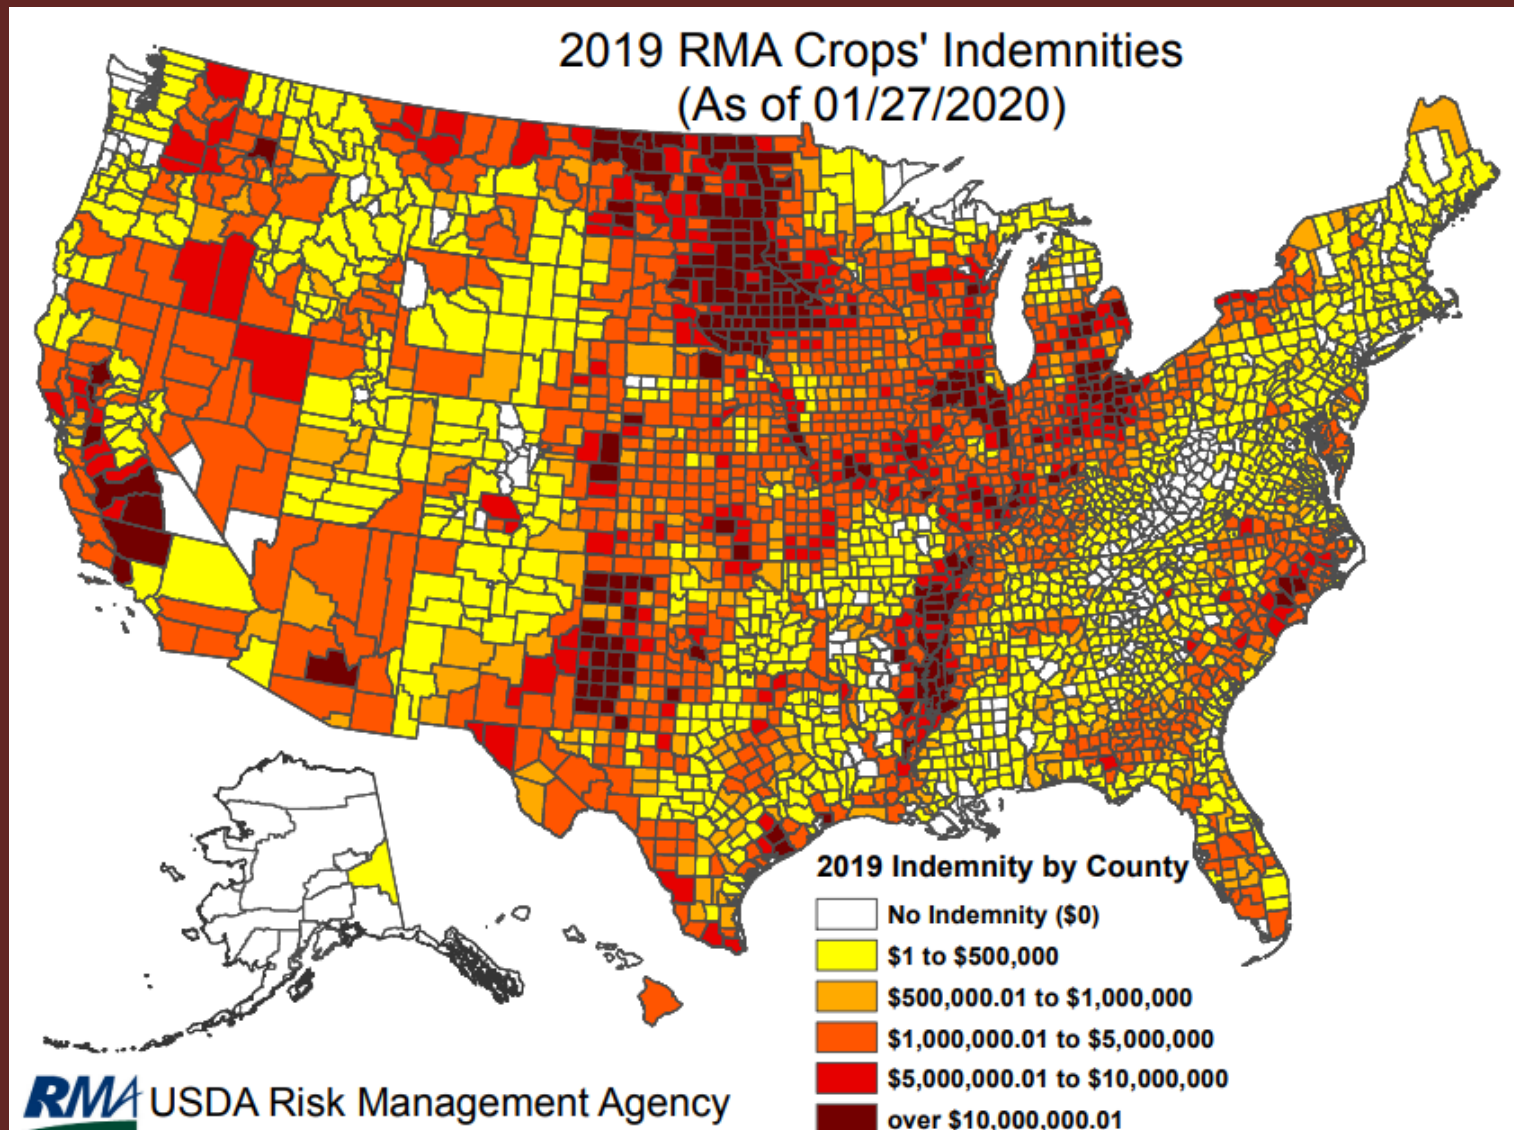 2019 RMA Crops' Indemnities
(As of 01/27/2020)
2019 Indemnity by County
No Indemnity ($0)
$1 to $500,000
$500,000.01 to $1,000,000
$1,000,000.01 to $5,000,000
$5,000,000.01 to $10,000,000
over $10,000,000.01
RMA USDA Risk Management Agency